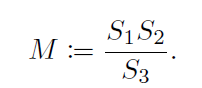 M := \frac{S_1 S_2}{S_3}.